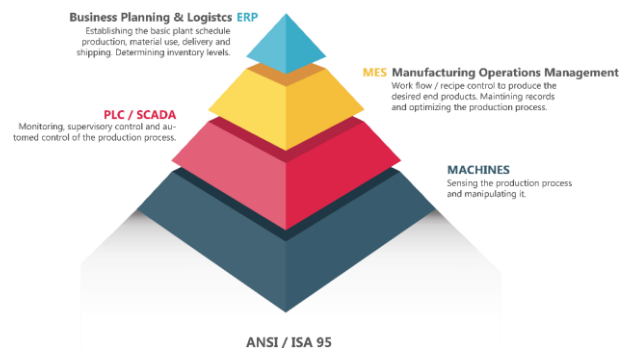 Business Planning & Logistcs ERP
Establishing the basic plant schedule
production, material use, delivery and
shipping. Determining inventory levels.
MES Manufacturing Operations Management
Work flow / recipe control to produce the
desired end products. Maintining records
and optimizing the production process.
PLC / SCADA
Monitoring, supervisory control and au-
tomed control of the production process.
MACHINES
Sensing the production process
and manipulating it.
ANSI / ISA 95